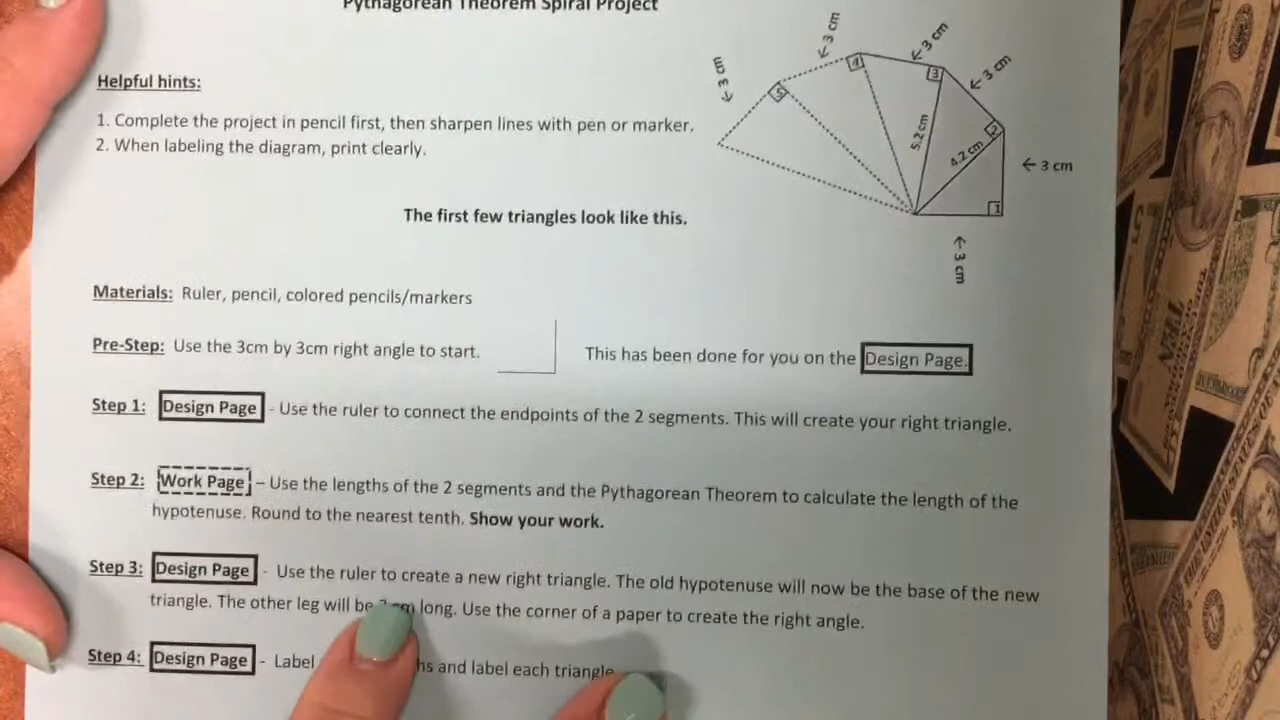 Pythagorean Theorem Spiral Project
Helpful hints:
1. Complete the project in pencil first, then sharpen lines with pen or marker.
2. When labeling the diagram, print clearly.
← 3 cm
← 3 cm
← 3 cm
← 3 cm
← 3 cm
← 3 cm
5.2 cm
4.2 cm
5
4
3
2
1
The first few triangles look like this.
Materials: Ruler, pencil, colored pencils/markers
Pre-Step: Use the 3cm by 3cm right angle to start.
This has been done for you on the Design Page.
Step 1: Design Page - Use the ruler to connect the endpoints of the 2 segments. This will create your right triangle.
Step 2: Work Page – Use the lengths of the 2 segments and the Pythagorean Theorem to calculate the length of the
hypotenuse. Round to the nearest tenth. Show your work.
Step 3: Design Page - Use the ruler to create a new right triangle. The old hypotenuse will now be the base of the new
triangle. The other leg will be cm long. Use the corner of a paper to create the right angle.
Step 4: Design Page - Label and label each triangle